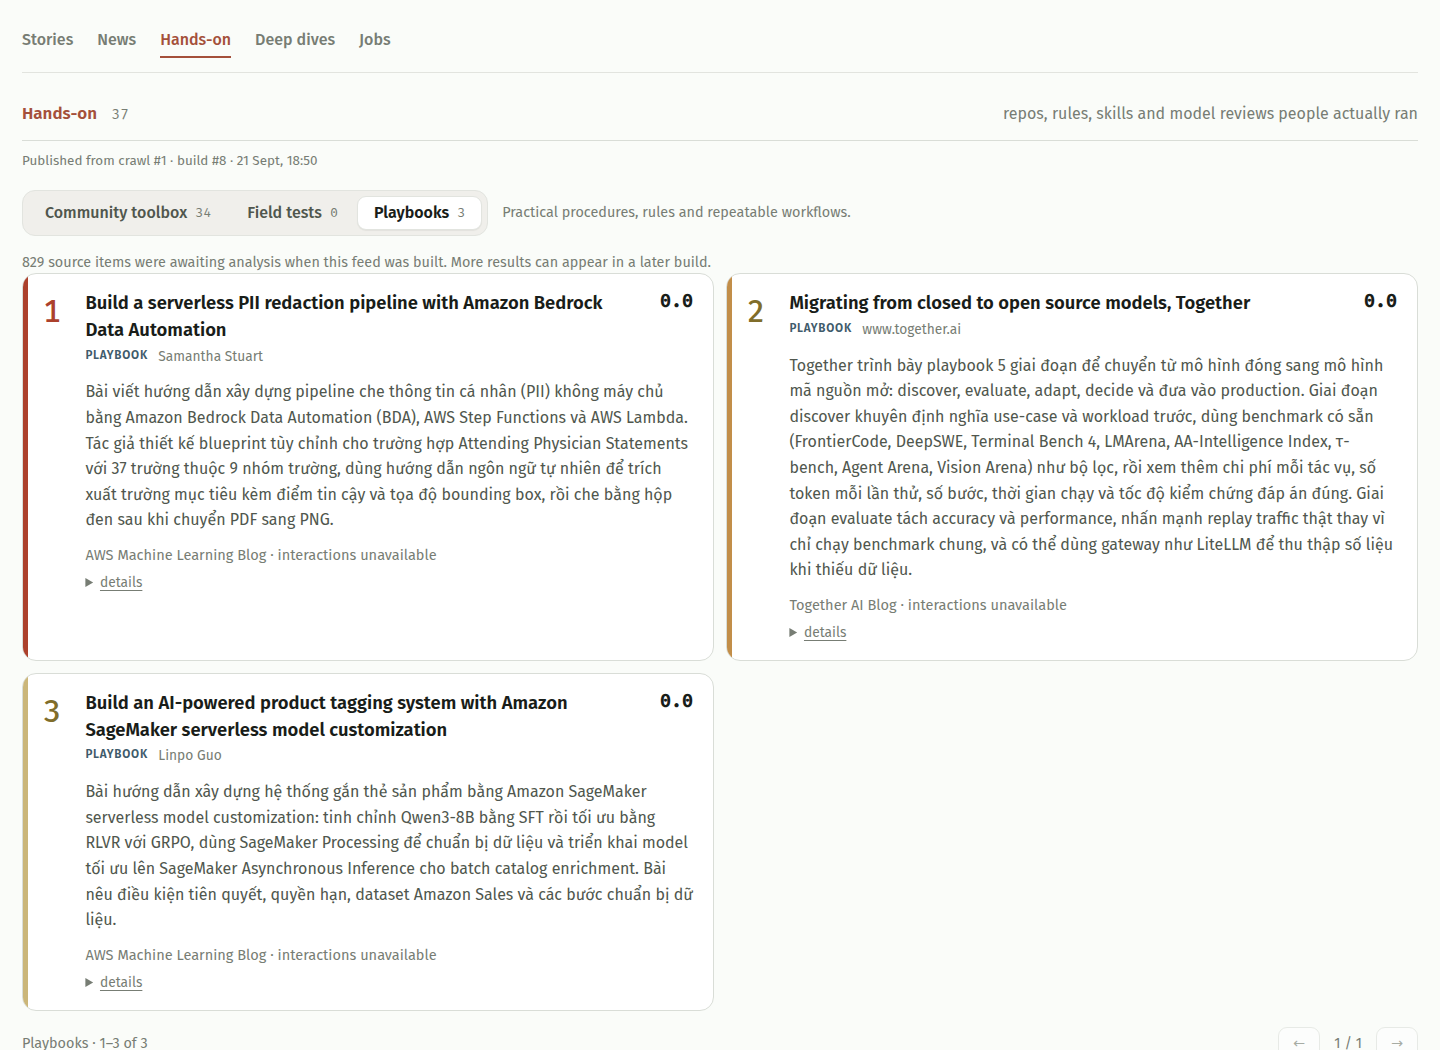 Stories News Hands-on Deep dives Jobs
Hands-on 37 repos, rules, skills and model reviews people actually ran
Published from crawl #1 · build #8 · 21 Sept, 18:50
Community toolbox 34 Field tests 0 Playbooks 3 Practical procedures, rules and repeatable workflows.
829 source items were awaiting analysis when this feed was built. More results can appear in a later build.
1 Build a serverless PII redaction pipeline with Amazon Bedrock 0.0
Data Automation
PLAYBOOK Samantha Stuart
Bài viết hướng dẫn xây dựng pipeline che thông tin cá nhân (PII) không máy chủ
bằng Amazon Bedrock Data Automation (BDA), AWS Step Functions và AWS Lambda.
Tác giả thiết kế blueprint tùy chỉnh cho trường hợp Attending Physician Statements
với 37 trường thuộc 9 nhóm trường, dùng hướng dẫn ngôn ngữ tự nhiên để trích
xuất trường mục tiêu kèm điểm tin cậy và tọa độ bounding box, rồi che bằng hộp
đen sau khi chuyển PDF sang PNG.
AWS Machine Learning Blog · interactions unavailable
▶ details
2 Migrating from closed to open source models, Together 0.0
PLAYBOOK www.together.ai
Together trình bày playbook 5 giai đoạn để chuyển từ mô hình đóng sang mô hình
mã nguồn mở: discover, evaluate, adapt, decide và đưa vào production. Giai đoạn
discover khuyên định nghĩa use-case và workload trước, dùng benchmark có sẵn
(FrontierCode, DeepSWE, Terminal Bench 4, LMArena, AA-Intelligence Index, τ-
bench, Agent Arena, Vision Arena) như bộ lọc, rồi xem thêm chi phí mỗi tác vụ, số
token mỗi lần thử, số bước, thời gian chạy và tốc độ kiểm chứng đáp án đúng. Giai
đoạn evaluate tách accuracy và performance, nhấn mạnh replay traffic thật thay vì
chỉ chạy benchmark chung, và có thể dùng gateway như LiteLLM để thu thập số liệu
khi thiếu dữ liệu.
Together AI Blog · interactions unavailable
▶ details
3 Build an AI-powered product tagging system with Amazon 0.0
SageMaker serverless model customization
PLAYBOOK Linpo Guo
Bài hướng dẫn xây dựng hệ thống gắn thẻ sản phẩm bằng Amazon SageMaker
serverless model customization: tinh chỉnh Qwen3-8B bằng SFT rồi tối ưu bằng
RLVR với GRPO, dùng SageMaker Processing để chuẩn bị dữ liệu và triển khai model
tối ưu lên SageMaker Asynchronous Inference cho batch catalog enrichment. Bài
nêu điều kiện tiên quyết, quyền hạn, dataset Amazon Sales và các bước chuẩn bị dữ
liệu.
AWS Machine Learning Blog · interactions unavailable
▶ details
Playbooks · 1–3 of 3 ← 1 / 1 →